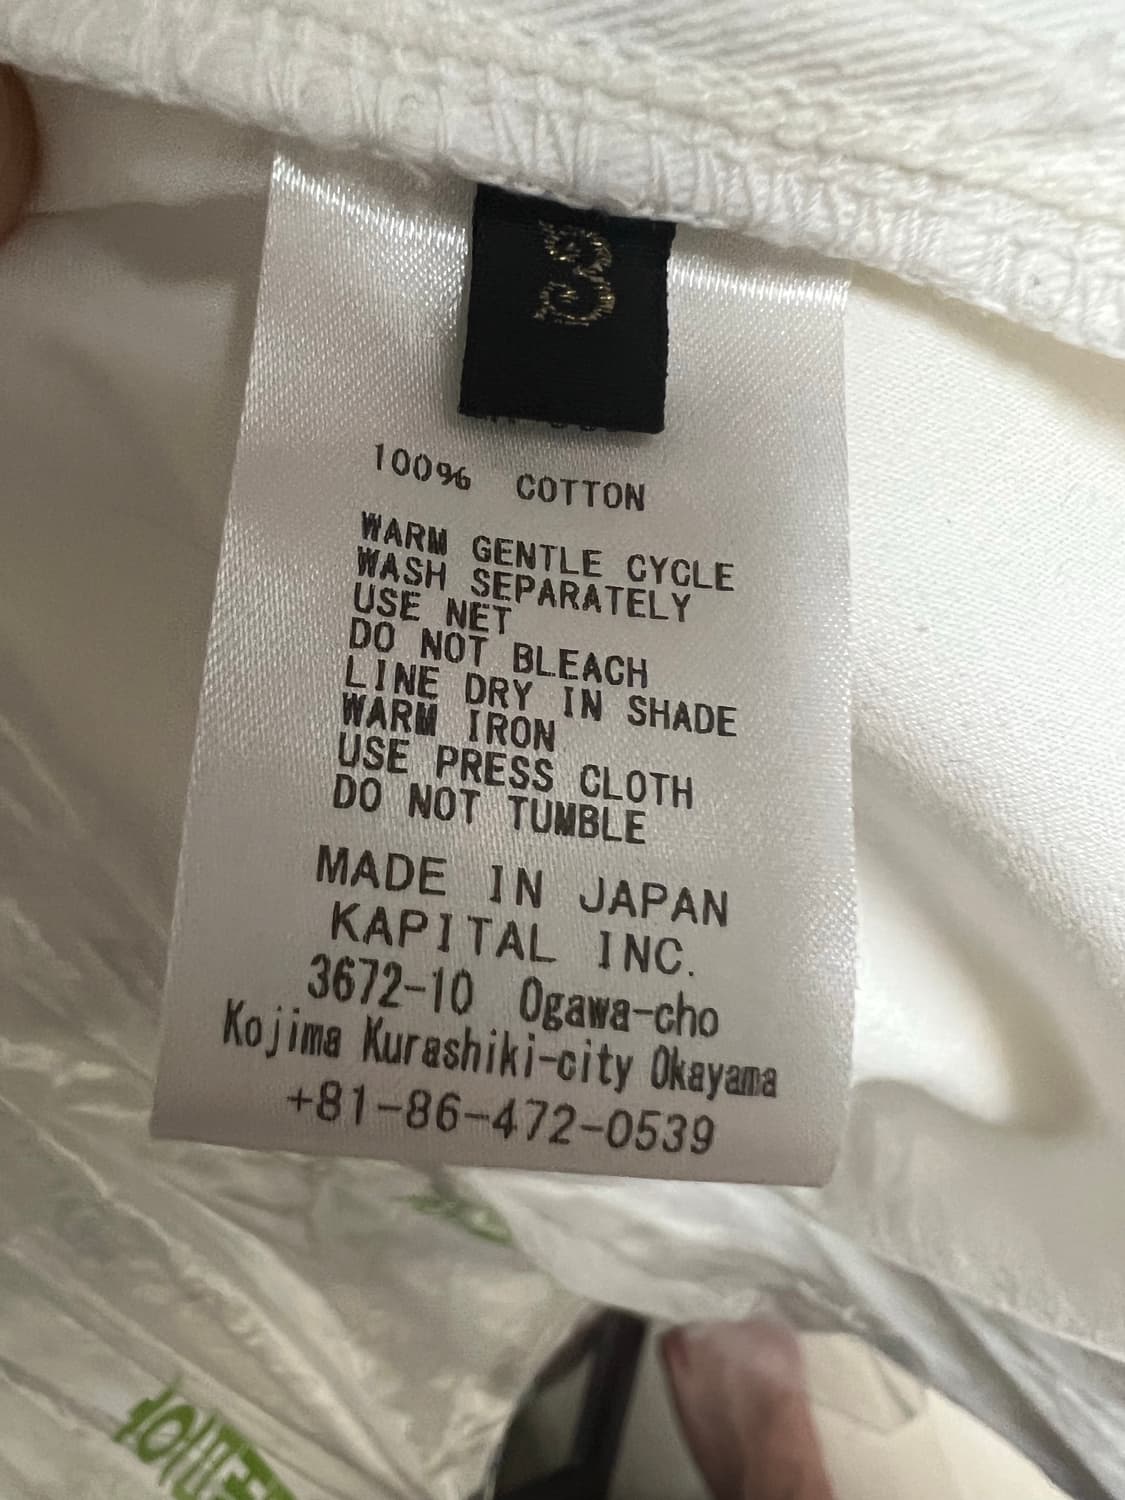 100% COTTON
WARM GENTLE CYCLE
WASH SEPARATELY
USE NET
DO NOT BLEACH
LINE DRY IN SHADE
WARM IRON
USE PRESS CLOTH
DO NOT TUMBLE
MADE IN JAPAN
KAPITAL INC.
3672-10 Ogawa-cho
Kojima Kurashiki-city Okayama
+81-86-472-0539